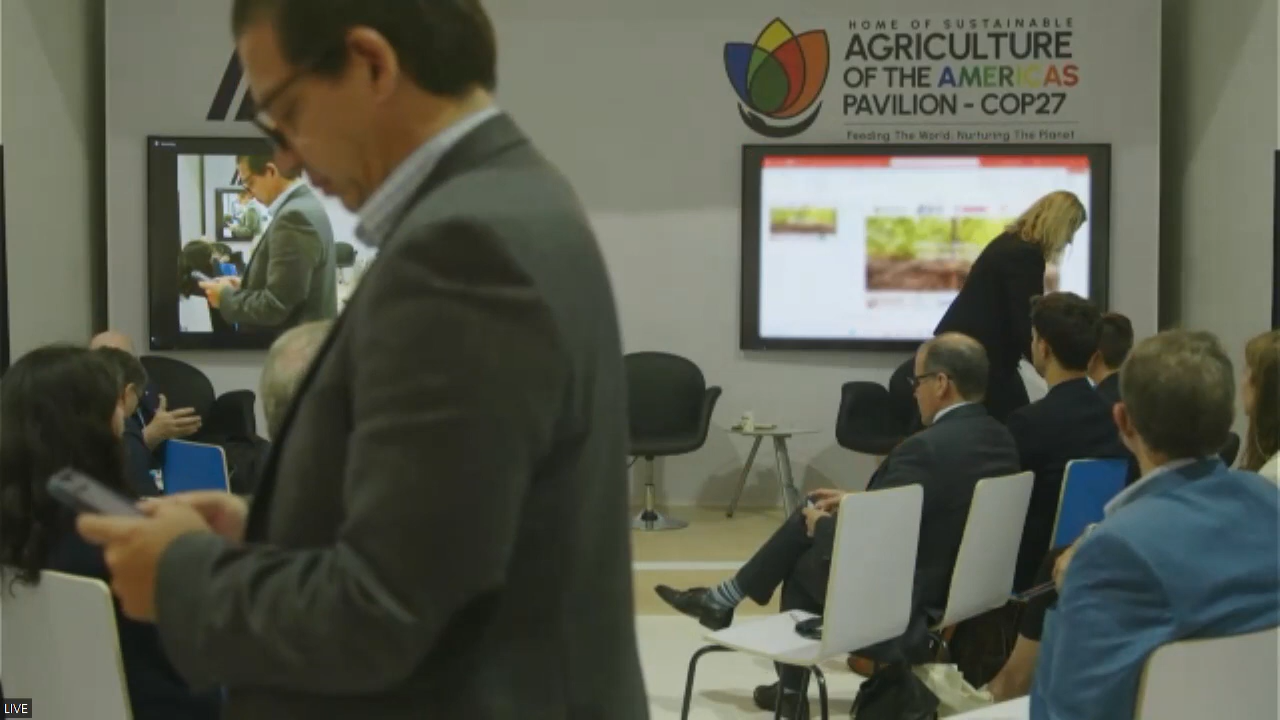 HOME OF SUSTAINABLE
AGRICULTURE
OF THE AMERICAS
PAVILION - COP27
Feeding The World: Nurturing The Planet
LIVE